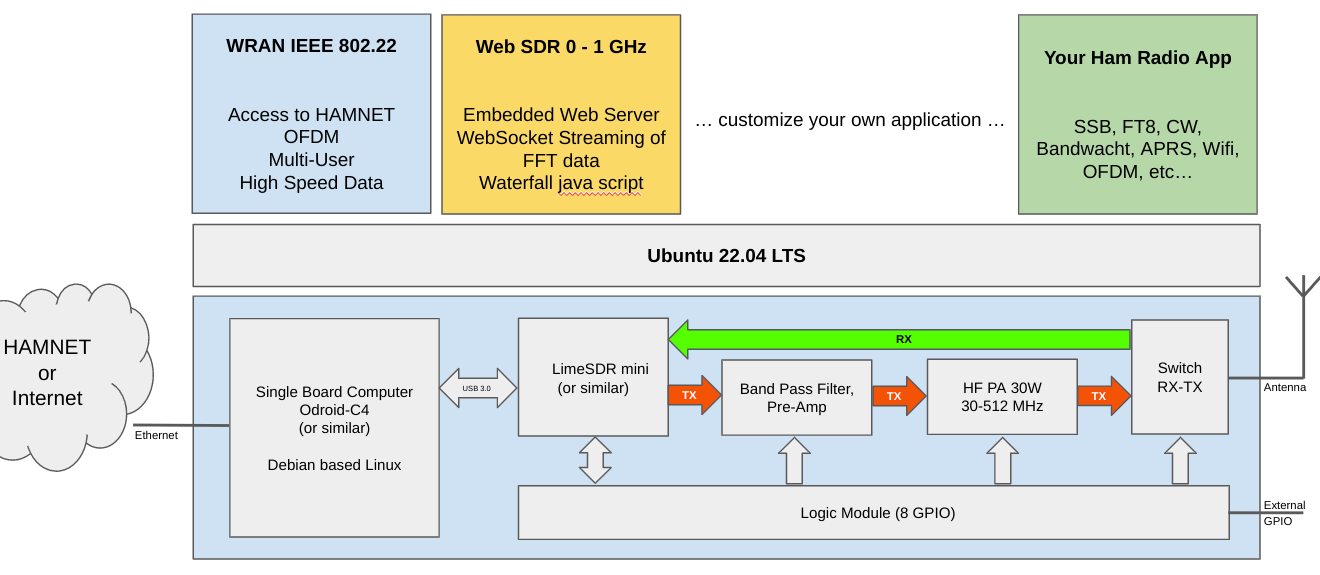 WRAN IEEE 802.22
Access to HAMNET
OFDM
Multi-User
High Speed Data
Web SDR 0 - 1 GHz
Embedded Web Server
WebSocket Streaming of
FFT data
Waterfall java script
… customize your own application …
Your Ham Radio App
SSB, FT8, CW,
Bandwacht, APRS, Wifi,
OFDM, etc…
Ubuntu 22.04 LTS
HAMNET
or
Internet
Ethernet
Single Board Computer
Odroid-C4
(or similar)
Debian based Linux
USB 3.0
LimeSDR mini
(or similar)
RX
TX
Band Pass Filter,
Pre-Amp
TX
HF PA 30W
30-512 MHz
TX
Switch
RX-TX
Antenna
Logic Module (8 GPIO)
External
GPIO